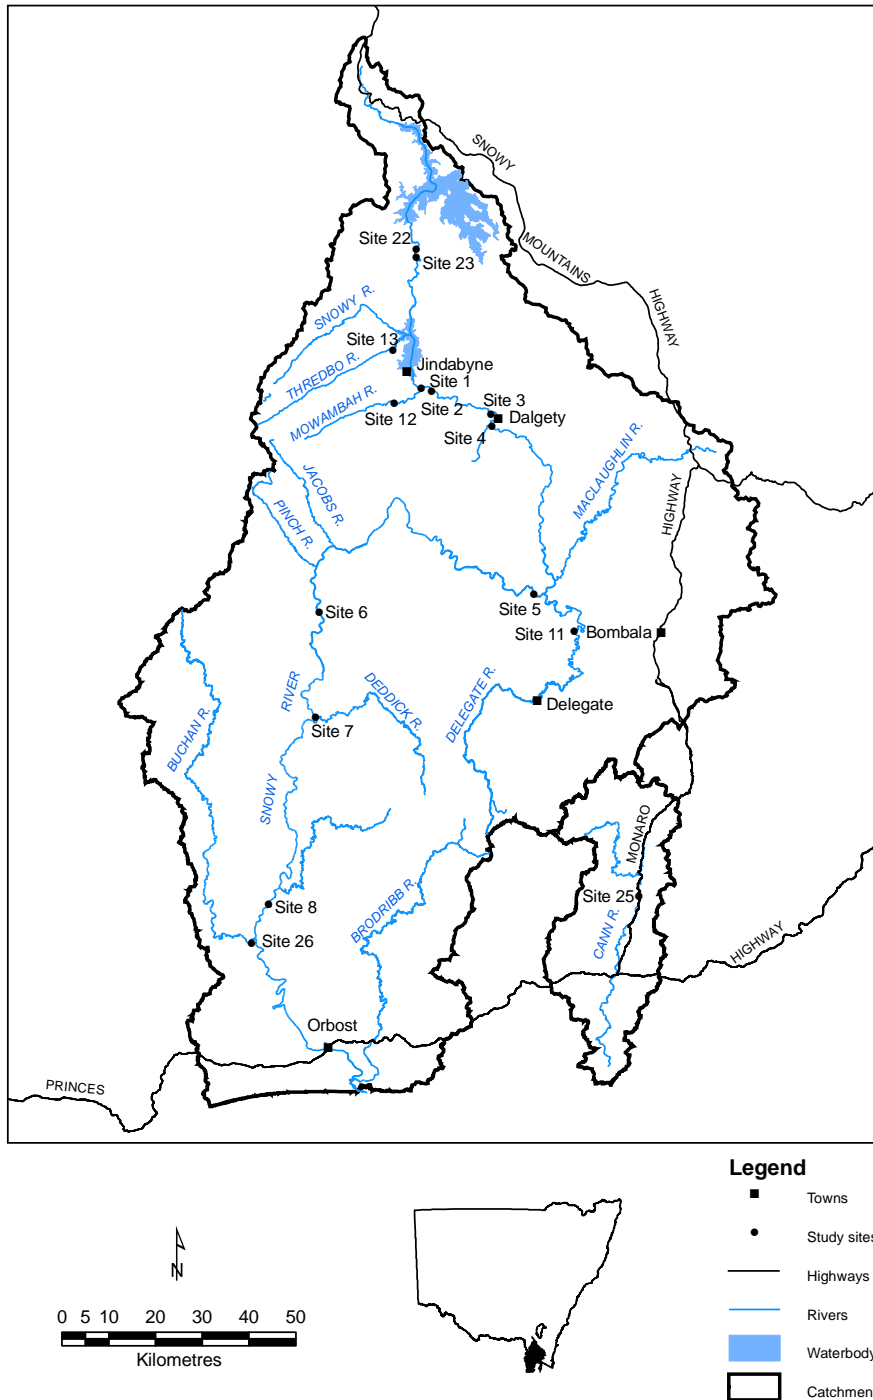 SNOWY
MOUNTAINS
HIGHWAY
Site 22
Site 23
SNOWY R.
Site 13
THREDBO R.
Jindabyne
Site 1
Site 2
MOWAMBAH R.
Site 12
Site 3
Dalgety
Site 4
MACLAUGHLIN R.
HIGHWAY
JACOBS R.
PINCH R.
Site 5
Site 6
Site 11
Bombala
RIVER
DEDDICK R.
DELEGATE R.
Delegate
BUCHAN R.
Site 7
SNOWY
MONARO
Site 25
Site 8
BRODRIBB R.
CANN R.
HIGHWAY
Site 26
Orbost
PRINCES
Legend
Towns
Study sites
Highways
Rivers
Waterbody
Catchmen
N
0 5 10 20 30 40 50
Kilometres